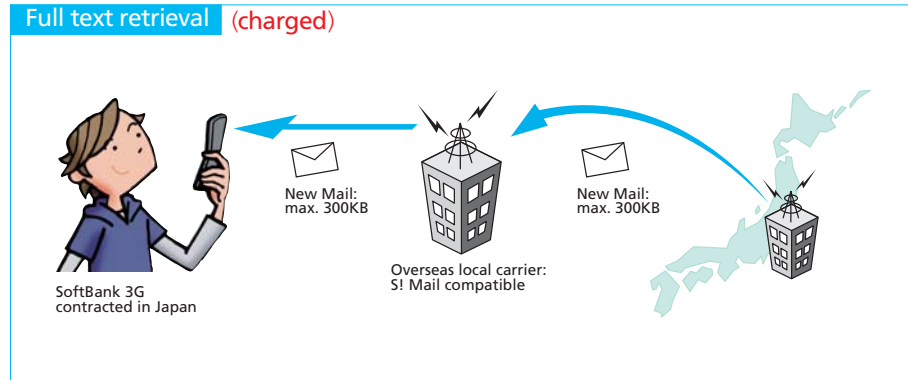 Full text retrieval (charged)
New Mail:
max. 300KB
New Mail:
max. 300KB
Overseas local carrier:
S! Mail compatible
SoftBank 3G
contracted in Japan